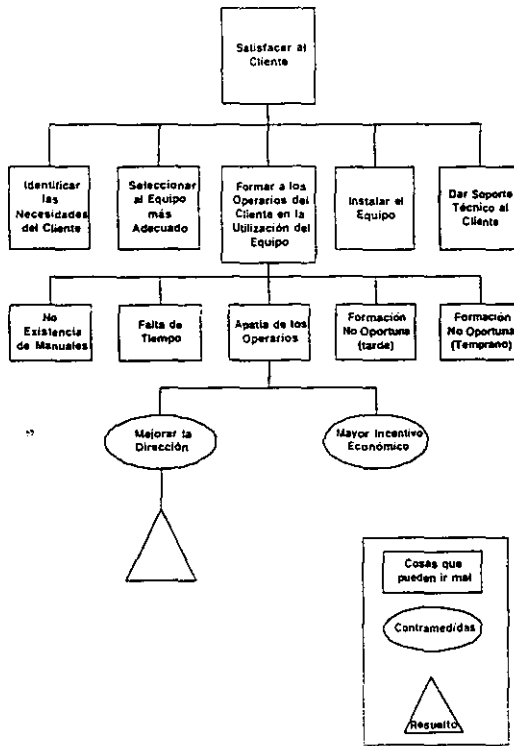 Satisfacer al
Cliente
Identificar
las
Necesidades
del Cliente
Seleccionar
al Equipo
más
Adecuado
Formar a los
Operarios del
Cliente en la
Utilización del
Equipo
Instalar el
Equipo
Dar Soporte
Técnico al
Cliente
No
Existencia
de Manuales
Falta de
Tiempo
Apatía de los
Operarios
Formación
No Oportuna
(tarde)
Formación
No Oportuna
(Temprano)
Mejorar la
Dirección
Mayor Incentivo
Económico
Cosas que
pueden ir mal
Contramedidas
Resuelto